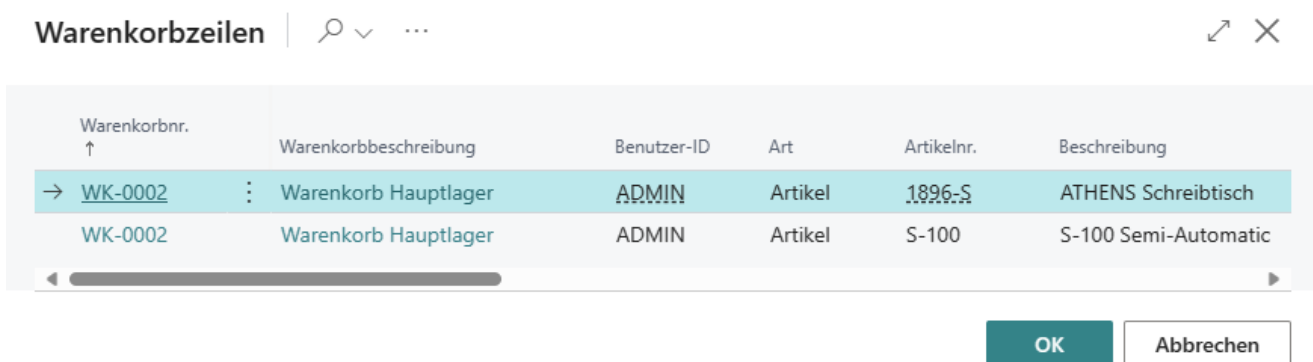 Warenkorbzeilen
Warenkorbnr. ↑ Warenkorbbeschreibung Benutzer-ID Art Artikelnr. Beschreibung
→ WK-0002 Warenkorb Hauptlager ADMIN Artikel 1896-S ATHENS Schreibtisch
WK-0002 Warenkorb Hauptlager ADMIN Artikel S-100 S-100 Semi-Automatic
OK Abbrechen